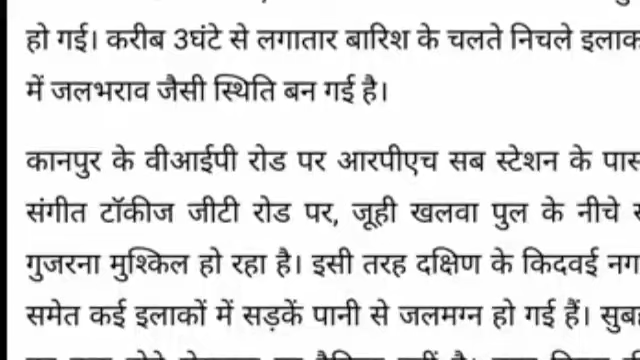 हो गई। करीब 3घंटे से लगातार बारिश के चलते निचले
में जलभराव जैसी स्थिति बन गई है।
कानपुर के वीआईपी रोड पर आरपीएच सब स्टेशन के पास
संगीत टॉकीज जीटी रोड पर, जूही खलवा पुल के नीचे
गुजरना मुश्किल हो रहा है। इसी तरह दक्षिण के किदवई
समेत कई इलाकों में सड़कें पानी से जलमग्न हो गई हैं।